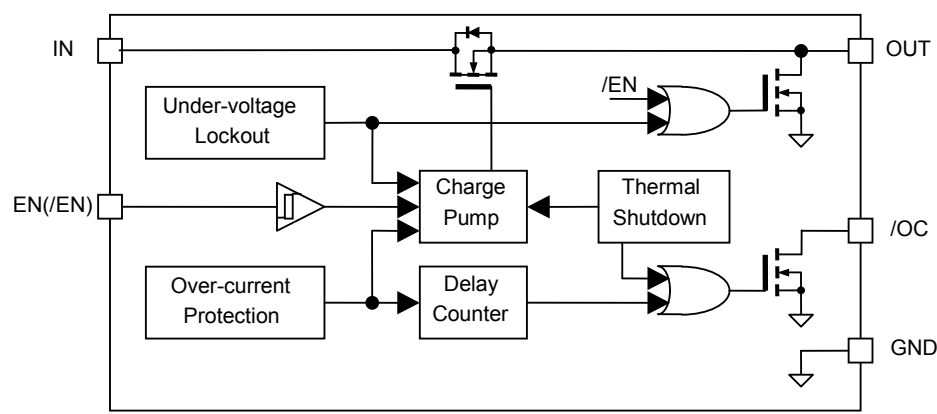 IN
OUT
/EN
Under-voltage
Lockout
EN(/EN)
Charge
Pump
Thermal
Shutdown
/OC
Over-current
Protection
Delay
Counter
GND